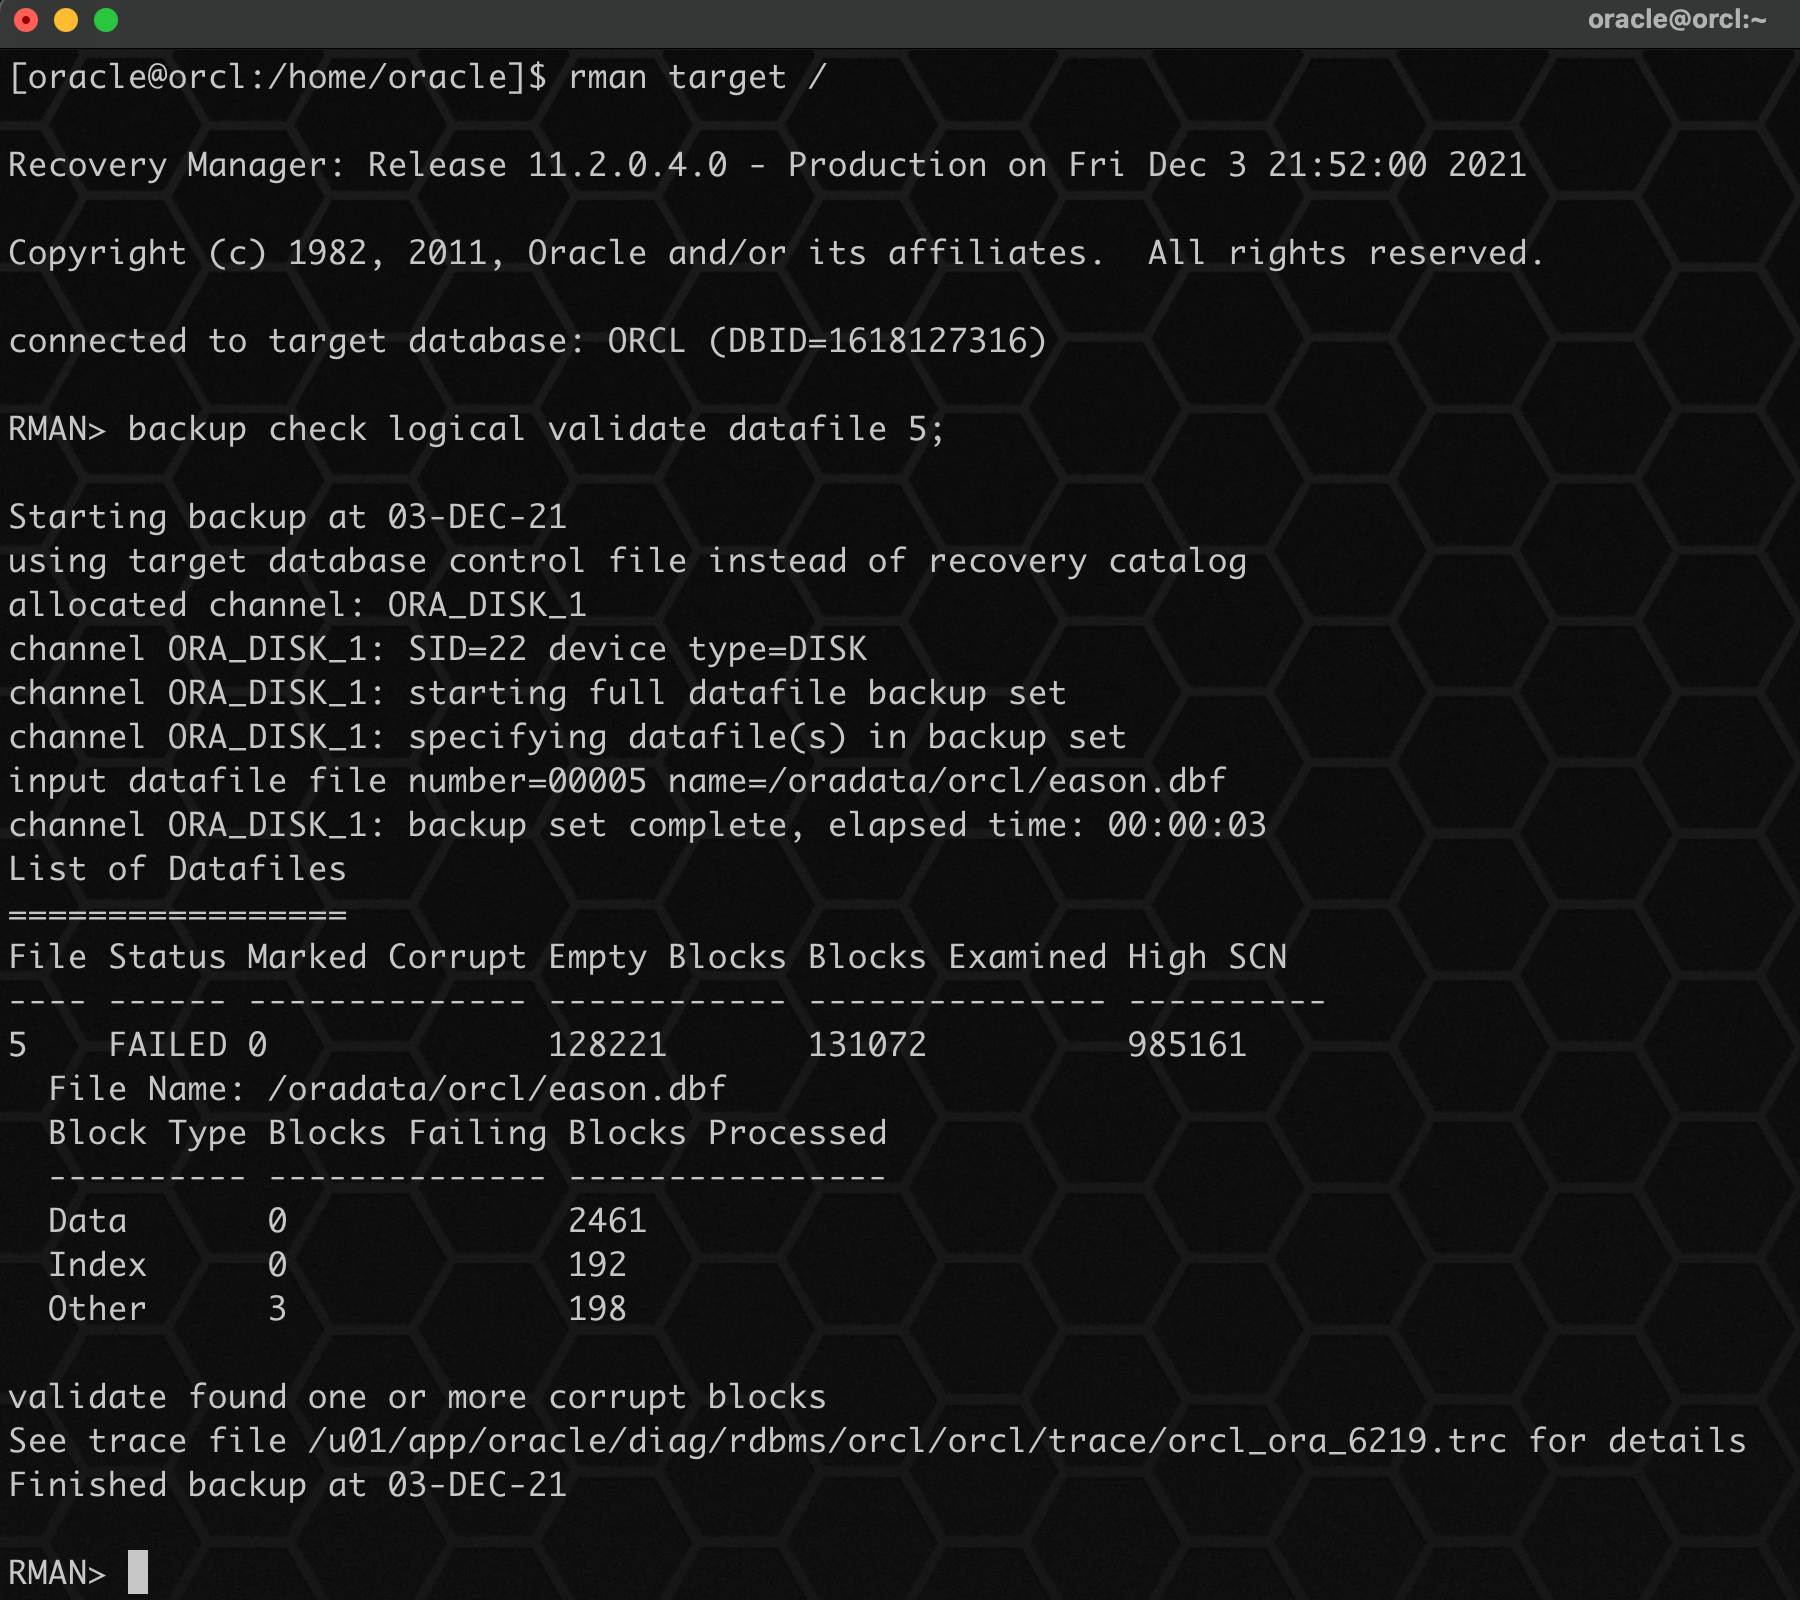 oracle@orcl:~
[oracle@orcl:/home/oracle]$ rman target /
Recovery Manager: Release 11.2.0.4.0 - Production on Fri Dec 3 21:52:00 2021
Copyright (c) 1982, 2011, Oracle and/or its affiliates.  All rights reserved.
connected to target database: ORCL (DBID=1618127316)
RMAN> backup check logical validate datafile 5;
Starting backup at 03-DEC-21
using target database control file instead of recovery catalog
allocated channel: ORA_DISK_1
channel ORA_DISK_1: SID=22 device type=DISK
channel ORA_DISK_1: starting full datafile backup set
channel ORA_DISK_1: specifying datafile(s) in backup set
input datafile file number=00005 name=/oradata/orcl/eason.dbf
channel ORA_DISK_1: backup set complete, elapsed time: 00:00:03
List of Datafiles
=================
File Status Marked Corrupt Empty Blocks Blocks Examined High SCN
---- ------ -------------- ------------ --------------- ----------
5    FAILED 0              128221       131072          985161
  File Name: /oradata/orcl/eason.dbf
  Block Type Blocks Failing Blocks Processed
  ---------- -------------- ----------------
  Data       0              2461
  Index      0              192
  Other      3              198
validate found one or more corrupt blocks
See trace file /u01/app/oracle/diag/rdbms/orcl/orcl/trace/orcl_ora_6219.trc for details
Finished backup at 03-DEC-21
RMAN>